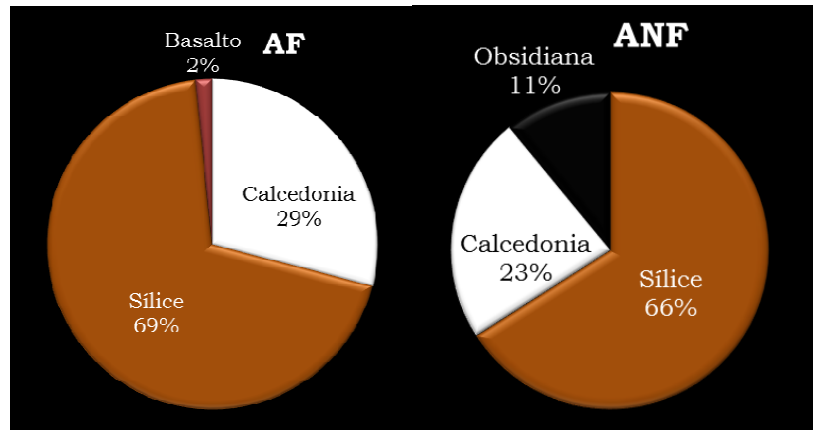 AF
Basalto
2%
Calcedonia
29%
Sílice
69%
ANF
Obsidiana
11%
Calcedonia
23%
Sílice
66%